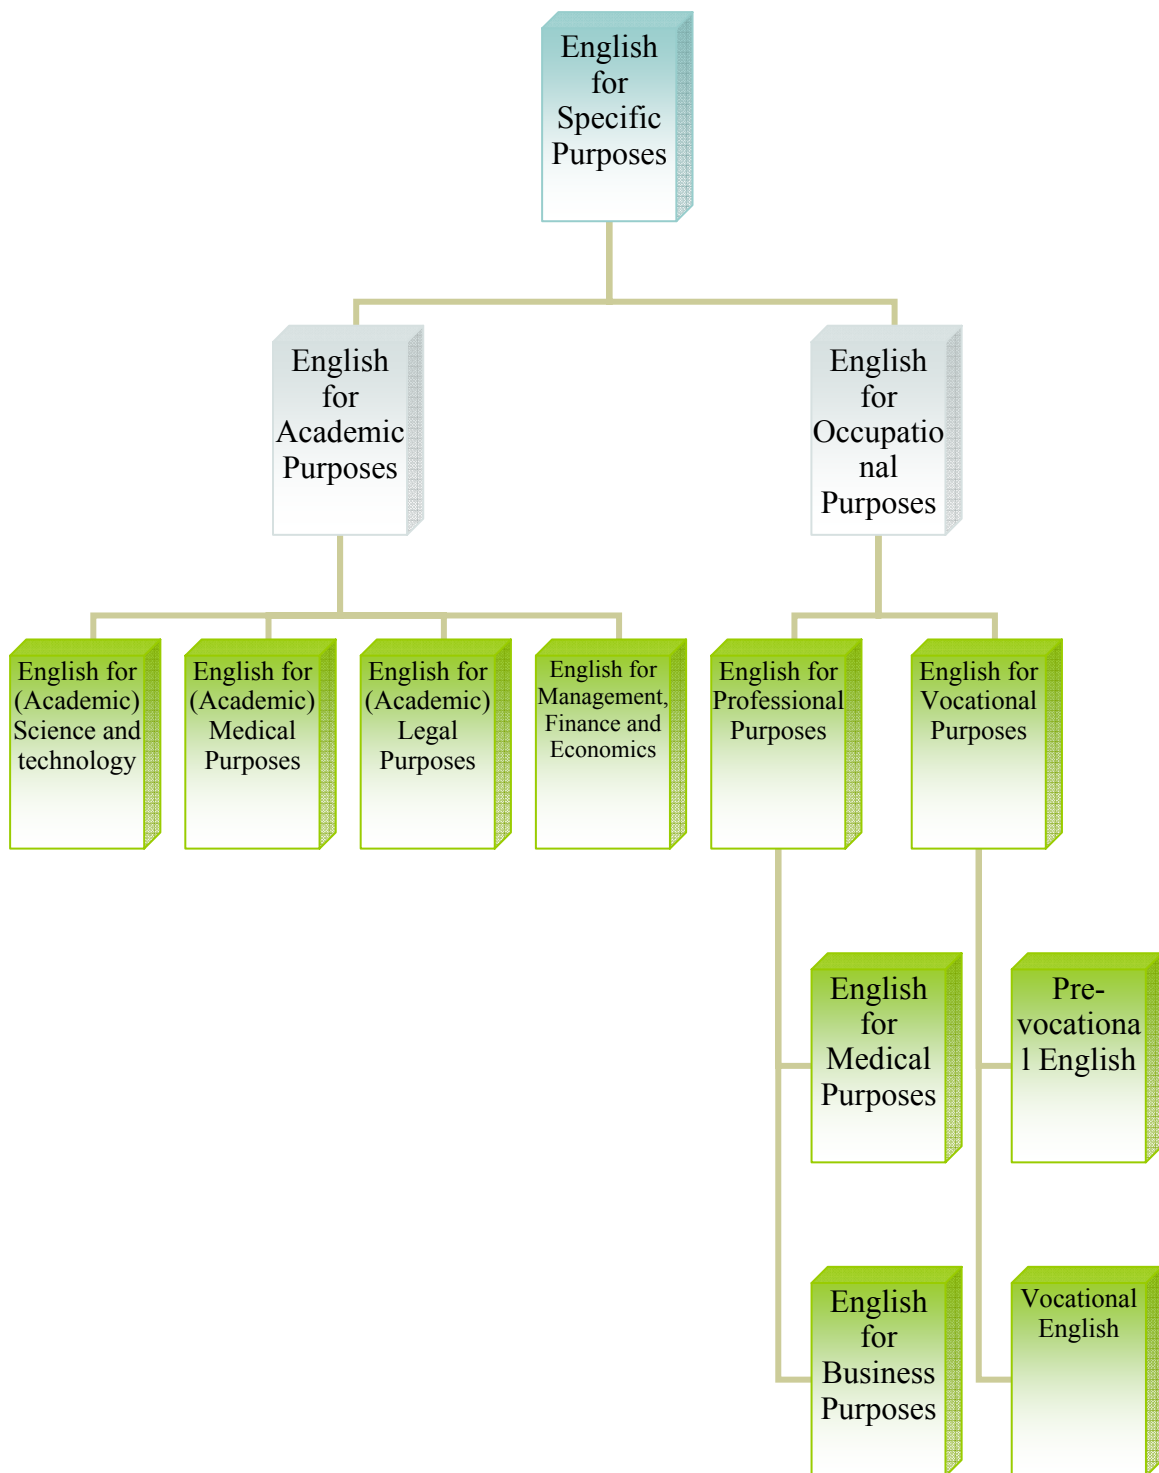 English
for
Specific
Purposes
English
for
Academic
Purposes
English
for
Occupatio
nal
Purposes
English for
(Academic)
Science and
technology
English for
(Academic)
Medical
Purposes
English for
(Academic)
Legal
Purposes
English for
Management,
Finance and
Economics
English for
Professional
Purposes
English for
Vocational
Purposes
English
for
Medical
Purposes
Pre-
vocationa
l English
English
for
Business
Purposes
Vocational
English